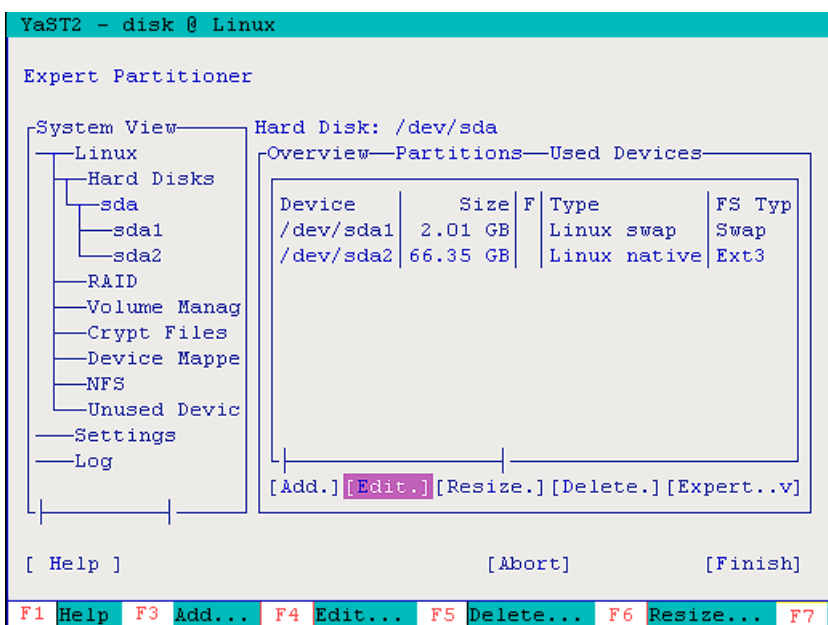 YaST2 - disk @ Linux
Expert Partitioner
System View
Linux
Hard Disks
sda
sda1
sda2
RAID
Volume Manag
Crypt Files
Device Mappe
NFS
Unused Devic
Settings
Log
Hard Disk: /dev/sda
Overview Partitions Used Devices
Device Size F Type FS Typ
/dev/sda1 2.01 GB Linux swap Swap
/dev/sda2 66.35 GB Linux native Ext3
[Add.][Edit.][Resize.][Delete.][Expert..v]
[ Help ] [Abort] [Finish]
F1 Help F3 Add... F4 Edit... F5 Delete... F6 Resize... F7